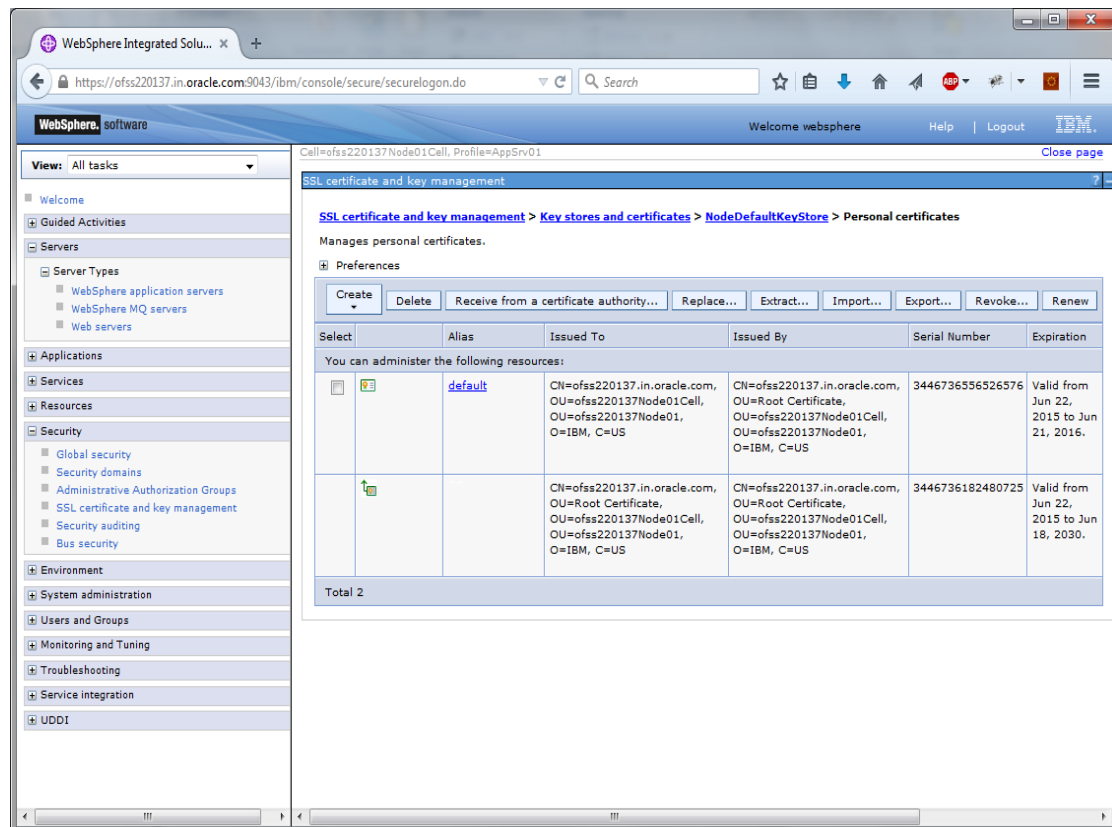 WebSphere Integrated Solu...
https://ofss220137.in.oracle.com:9043/ibm/console/secure/securelogon.do
Search
ABP
WebSphere. software
Welcome websphere
Help | Logout
IBM.
View: All tasks
Welcome
Guided Activities
Servers
Server Types
WebSphere application servers
WebSphere MQ servers
Web servers
Applications
Services
Resources
Security
Global security
Security domains
Administrative Authorization Groups
SSL certificate and key management
Security auditing
Bus security
Environment
System administration
Users and Groups
Monitoring and Tuning
Troubleshooting
Service integration
UDDI
Cell=ofss220137Node01Cell, Profile=AppSrv01
Close page
SSL certificate and key management
?
SSL certificate and key management > Key stores and certificates > NodeDefaultKeyStore > Personal certificates
Manages personal certificates.
Preferences
Create Delete Receive from a certificate authority... Replace... Extract... Import... Export... Revoke... Renew
Select Alias Issued To Issued By Serial Number Expiration
You can administer the following resources:
default
CN=ofss220137.in.oracle.com,
OU=ofss220137Node01Cell,
OU=ofss220137Node01,
O=IBM, C=US
CN=ofss220137.in.oracle.com,
OU=Root Certificate,
OU=ofss220137Node01Cell,
OU=ofss220137Node01,
O=IBM, C=US
3446736556526576
Valid from
Jun 22,
2015 to Jun
21, 2016.
CN=ofss220137.in.oracle.com,
OU=Root Certificate,
OU=ofss220137Node01Cell,
OU=ofss220137Node01,
O=IBM, C=US
CN=ofss220137.in.oracle.com,
OU=Root Certificate,
OU=ofss220137Node01Cell,
OU=ofss220137Node01,
O=IBM, C=US
3446736182480725
Valid from
Jun 22,
2015 to Jun
18, 2030.
Total 2